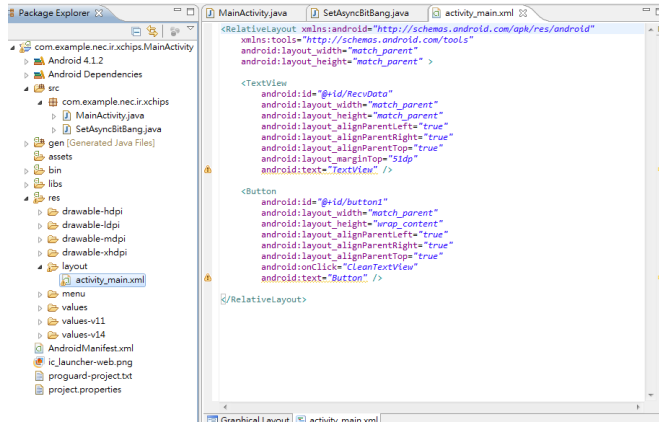 Package Explorer
com.example.nec.ir.xchips.MainActivity
Android 4.1.2
Android Dependencies
src
com.example.nec.ir.xchips
MainActivity.java
SetAsyncBitBang.java
gen [Generated Java Files]
assets
bin
libs
res
drawable-hdpi
drawable-ldpi
drawable-mdpi
drawable-xhdpi
layout
activity_main.xml
menu
values
values-v11
values-v14
AndroidManifest.xml
ic_launcher-web.png
proguard-project.txt
project.properties
MainActivity.java SetAsyncBitBang.java activity_main.xml
<RelativeLayout xmlns:android="http://schemas.android.com/apk/res/android"
xmlns:tools="http://schemas.android.com/tools"
android:layout_width="match_parent"
android:layout_height="match_parent" >
<TextView
android:id="@+id/RecvData"
android:layout_width="match_parent"
android:layout_height="match_parent"
android:layout_alignParentLeft="true"
android:layout_alignParentRight="true"
android:layout_alignParentTop="true"
android:layout_marginTop="51dp"
android:text="TextView" />
<Button
android:id="@+id/button1"
android:layout_width="match_parent"
android:layout_height="wrap_content"
android:layout_alignParentLeft="true"
android:layout_alignParentRight="true"
android:layout_alignParentTop="true"
android:onClick="CleanTextView"
android:text="Button" />
</RelativeLayout>
Graphical Layout activity_main.xml